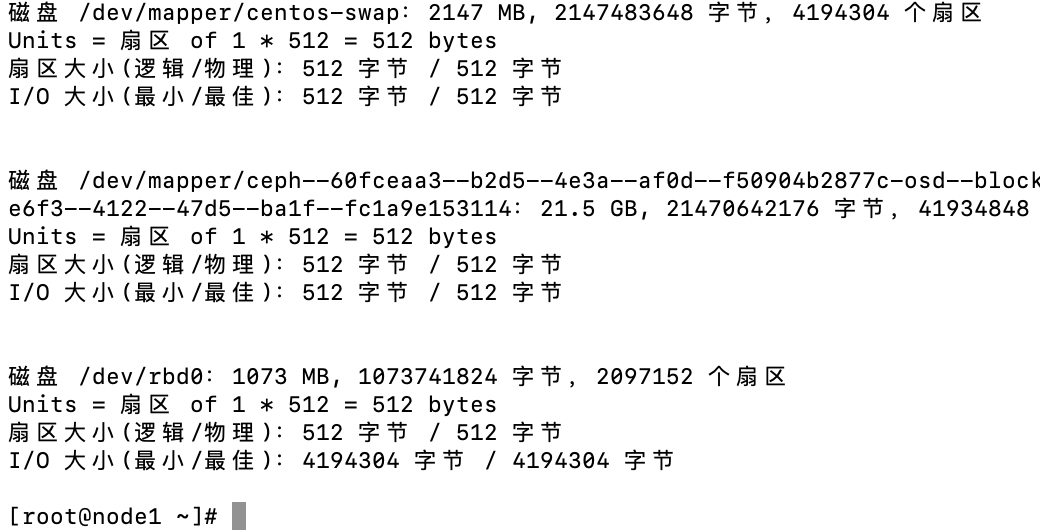 磁盘 /dev/mapper/centos-swap：2147 MB, 2147483648 字节，4194304 个扇区
Units = 扇区 of 1 * 512 = 512 bytes
扇区大小(逻辑/物理)：512 字节 / 512 字节
I/O 大小(最小/最佳)：512 字节 / 512 字节
磁盘 /dev/mapper/ceph--60fceaa3--b2d5--4e3a--af0d--f50904b2877c-osd--block
e6f3--4122--47d5--ba1f--fc1a9e153114：21.5 GB, 21470642176 字节，41934848
Units = 扇区 of 1 * 512 = 512 bytes
扇区大小(逻辑/物理)：512 字节 / 512 字节
I/O 大小(最小/最佳)：512 字节 / 512 字节
磁盘 /dev/rbd0：1073 MB, 1073741824 字节，2097152 个扇区
Units = 扇区 of 1 * 512 = 512 bytes
扇区大小(逻辑/物理)：512 字节 / 512 字节
I/O 大小(最小/最佳)：4194304 字节 / 4194304 字节
[root@node1 ~]#